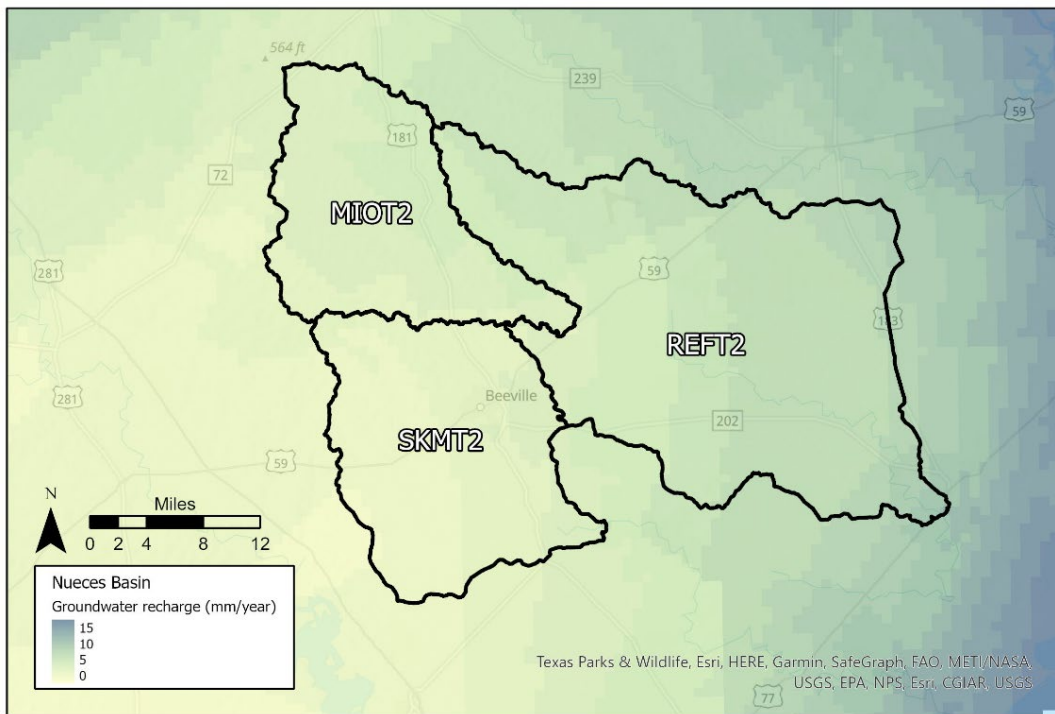 564 ft
239
59
181
72
MIOT2
59
281
183
REFT2
Beeville
281
202
SKMT2
59
N
Miles
0 2 4 8 12
Nueces Basin
Groundwater recharge (mm/year)
15
10
5
0
Texas Parks & Wildlife, Esri, HERE, Garmin, SafeGraph, FAO, METI/NASA,
USGS, EPA, NPS, Esri, CGIAR, USGS
77